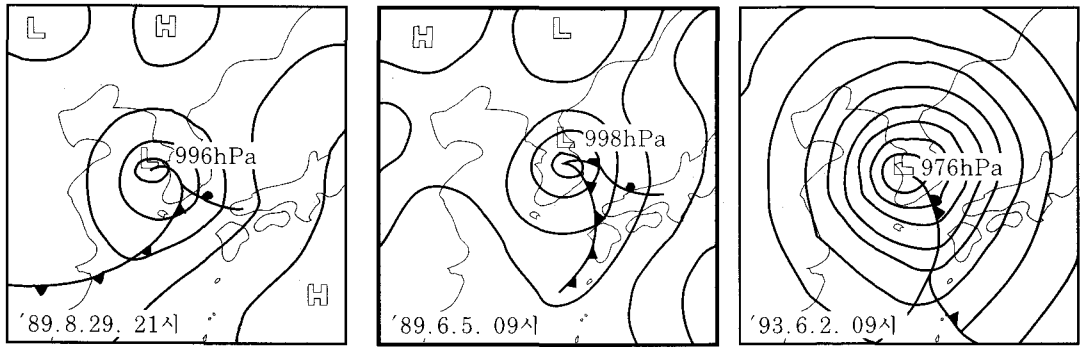 L
H
L
996hPa
H
'89.8.29. 21시
H
L
L
998hPa
'89.6.5. 09시
L
976hPa
'93.6.2. 09시